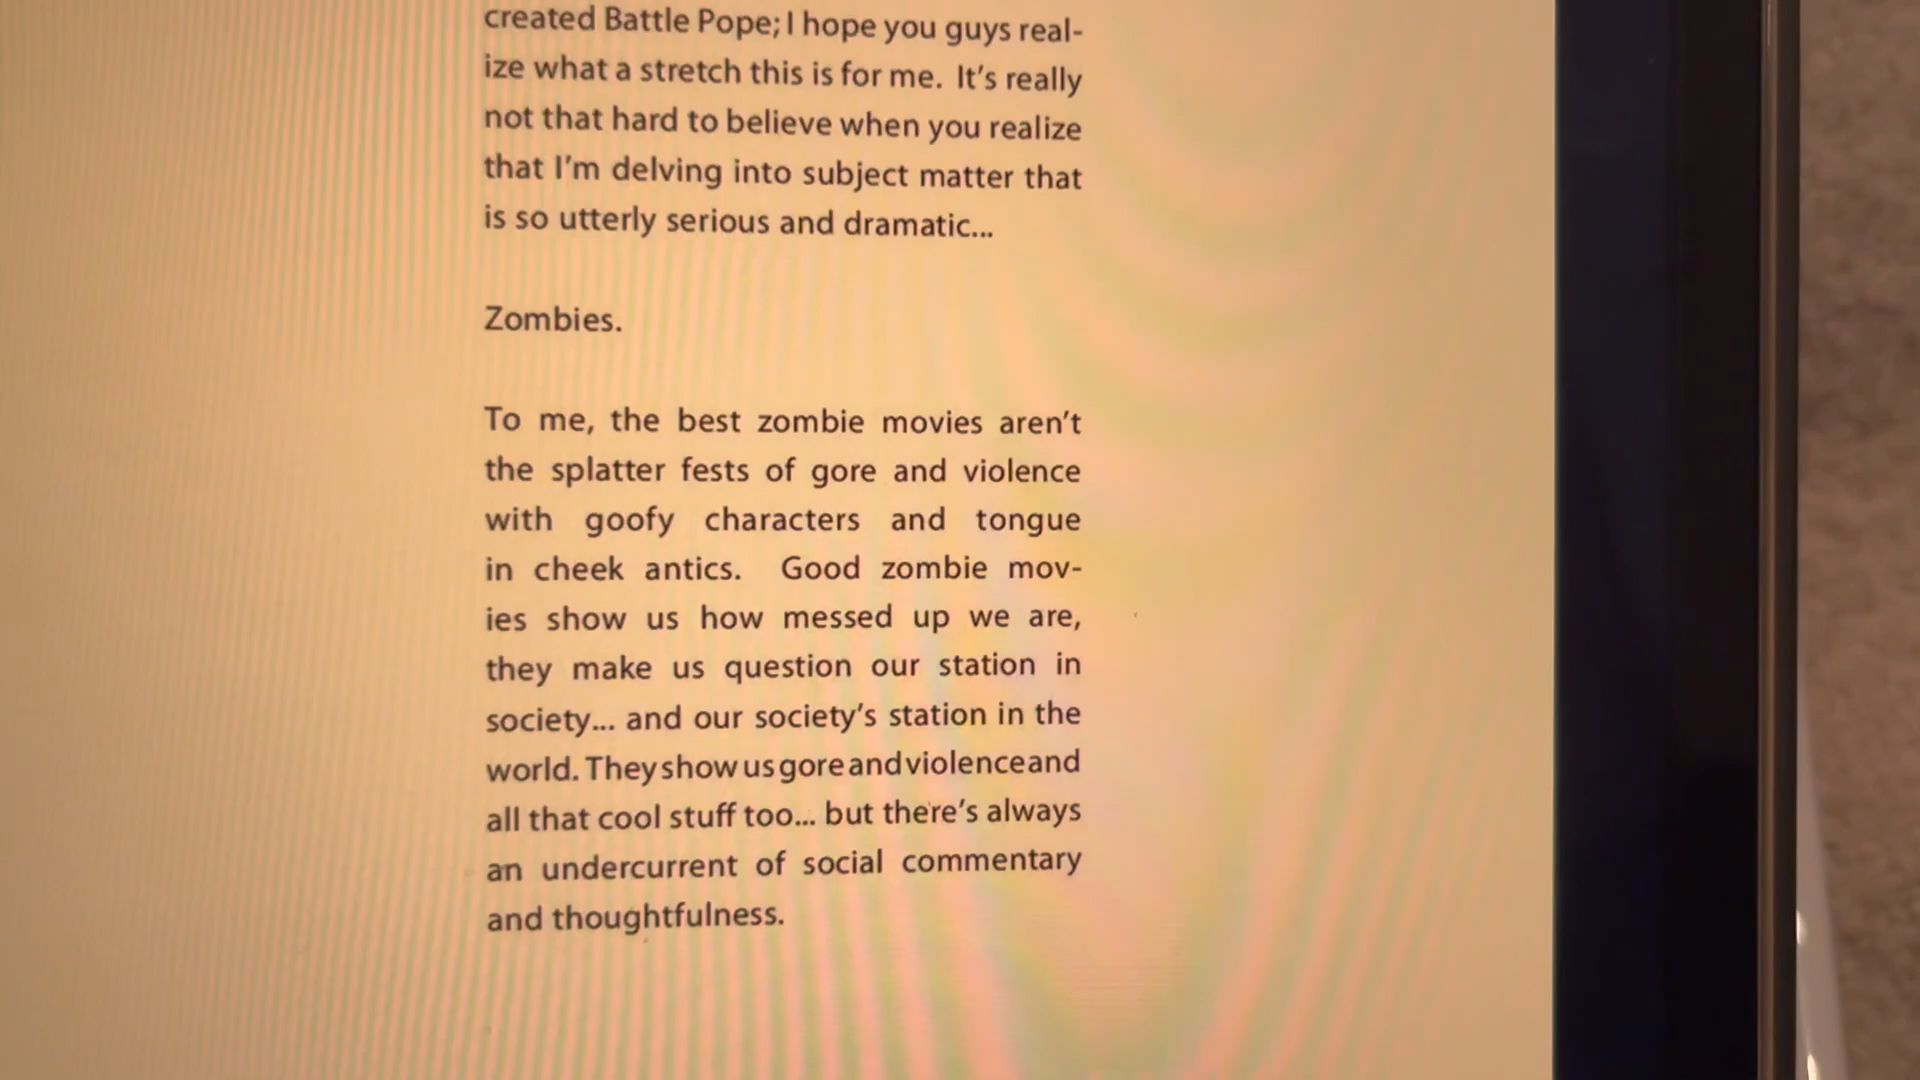 created Battle Pope; I hope you guys real-
ize what a stretch this is for me. It's really
not that hard to believe when you realize
that I'm delving into subject matter that
is so utterly serious and dramatic...
Zombies.
To me, the best zombie movies aren't
the splatter fests of gore and violence
with goofy characters and tongue
in cheek antics. Good zombie mov-
ies show us how messed up we are,
they make us question our station in
society... and our society's station in the
world. They show us gore and violence and
all that cool stuff too... but there's always
an undercurrent of social commentary
and thoughtfulness.